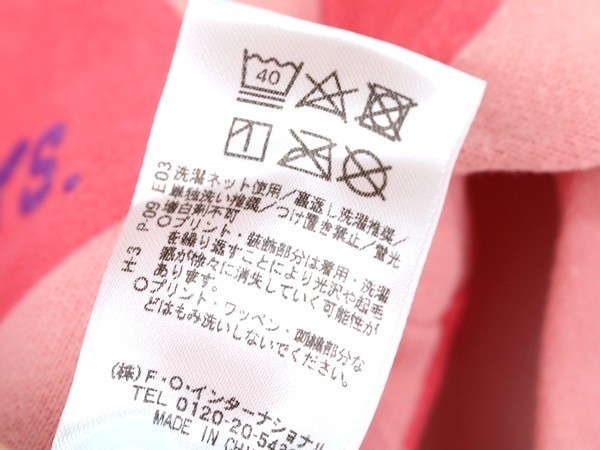 YS.
40
洗濯ネット使用／裏返し洗濯推奨／
単独洗い推奨／つけ置き禁止／蛍光
増白剤不可
○プリント・装飾部分は着用・洗濯
を繰り返すことにより光沢や起毛
感が徐々に消失していく可能性が
あります。
○プリント・ワッペン・刺繍部分な
どはもみ洗いしないでください。
H-3 P-09 E03
(株)F・O・インターナショナル
TEL 0120-20-54
MADE IN